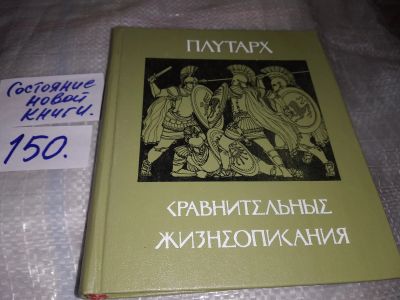 Состояние
новой
книги.
150.
ПЛУТАРХ
СРАВНИТЕЛЬНЫЕ
ЖИЗНЕОПИСАНИЯ